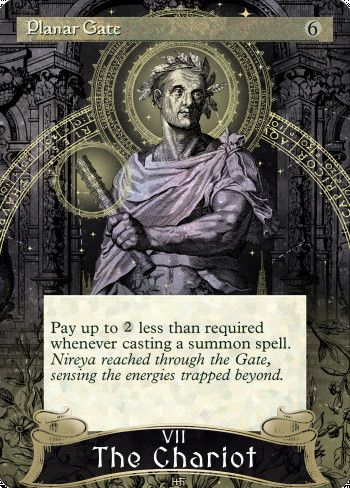 Planar Gate 6
Pay up to 2 less than required
whenever casting a summon spell.
Nireya reached through the Gate,
sensing the energies trapped beyond.
VII
The Chariot